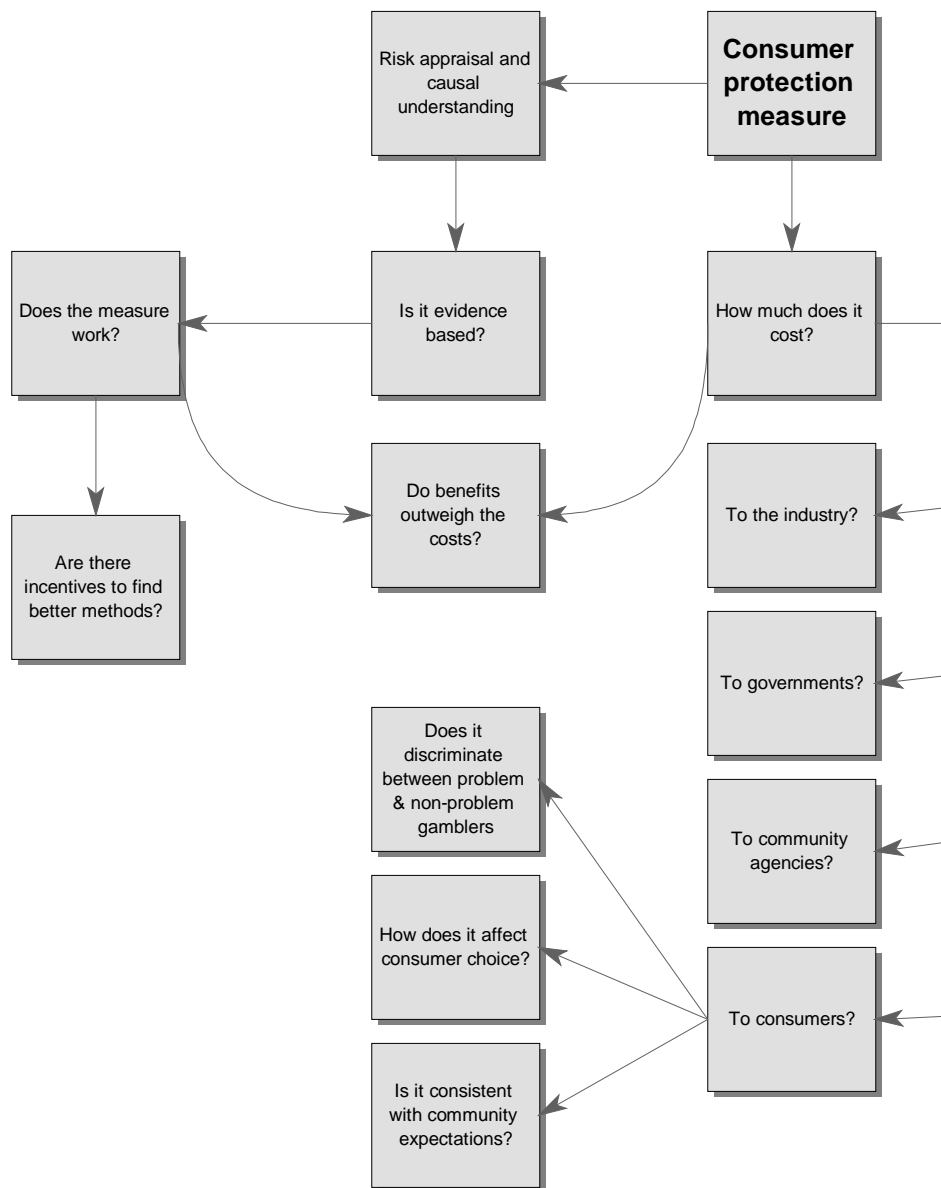 Risk appraisal and
causal
understanding
Consumer
protection
measure
Does the measure
work?
Is it evidence
based?
How much does it
cost?
Do benefits
outweigh the
costs?
To the industry?
Are there
incentives to find
better methods?
To governments?
Does it
discriminate
between problem
& non-problem
gamblers
To community
agencies?
How does it affect
consumer choice?
To consumers?
Is it consistent
with community
expectations?